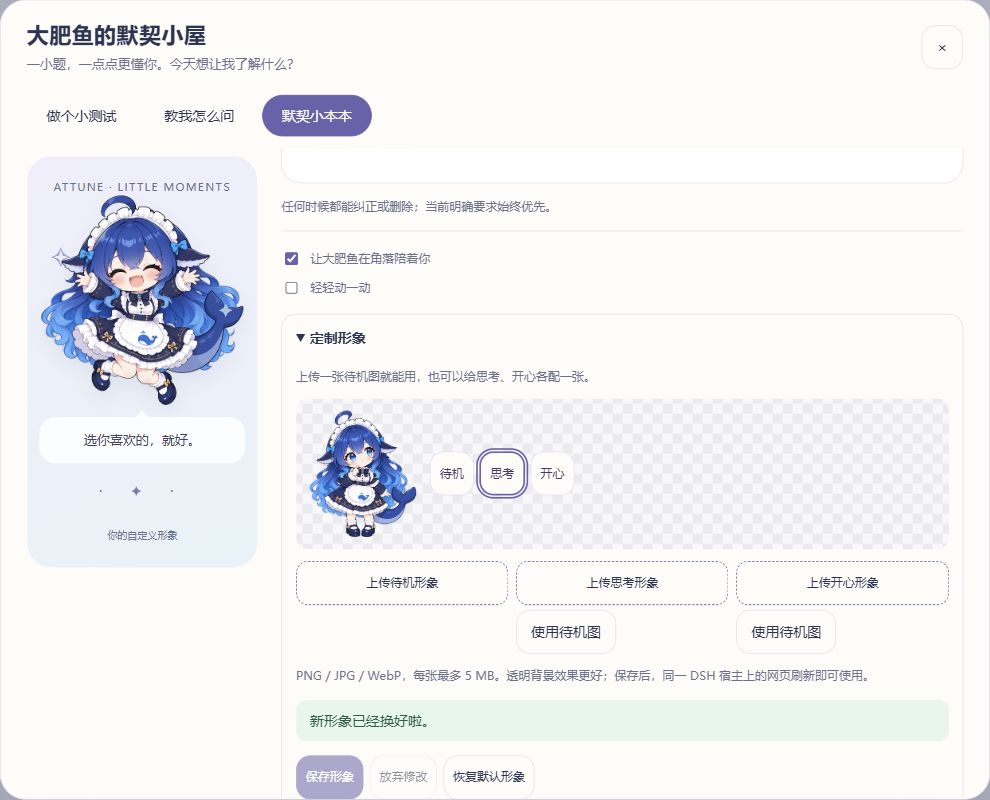 大肥鱼的默契小屋
一小题，一点点更懂你。今天想让我了解什么？
×
做个小测试
教我怎么问
默契小本本
ATTUNE · LITTLE MOMENTS
选你喜欢的，就好。
你的自定义形象
任何时候都能纠正或删除；当前明确要求始终优先。
让大肥鱼在角落陪着你
轻轻动一动
▼ 定制形象
上传一张待机图就能用，也可以给思考、开心各配一张。
待机
思考
开心
上传待机形象
上传思考形象
上传开心形象
使用待机图
使用待机图
PNG / JPG / WebP，每张最多 5 MB。透明背景效果更好；保存后，同一 DSH 宿主上的网页刷新即可使用。
新形象已经换好啦。
保存形象
放弃修改
恢复默认形象